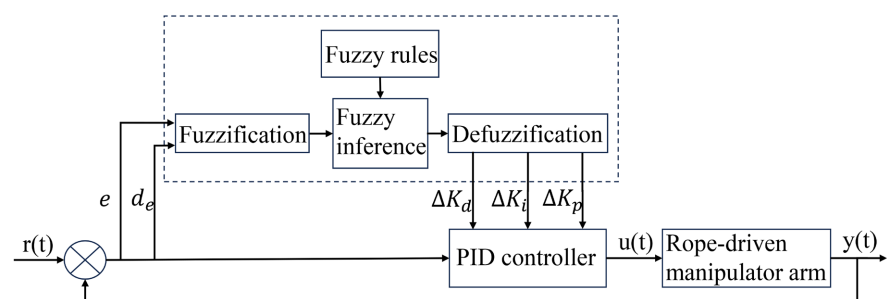 Fuzzy rules
Fuzzification
Fuzzy
inference
Defuzzification
e
d_e
ΔK_d
ΔK_i
ΔK_p
r(t)
PID controller
u(t)
Rope-driven
manipulator arm
y(t)